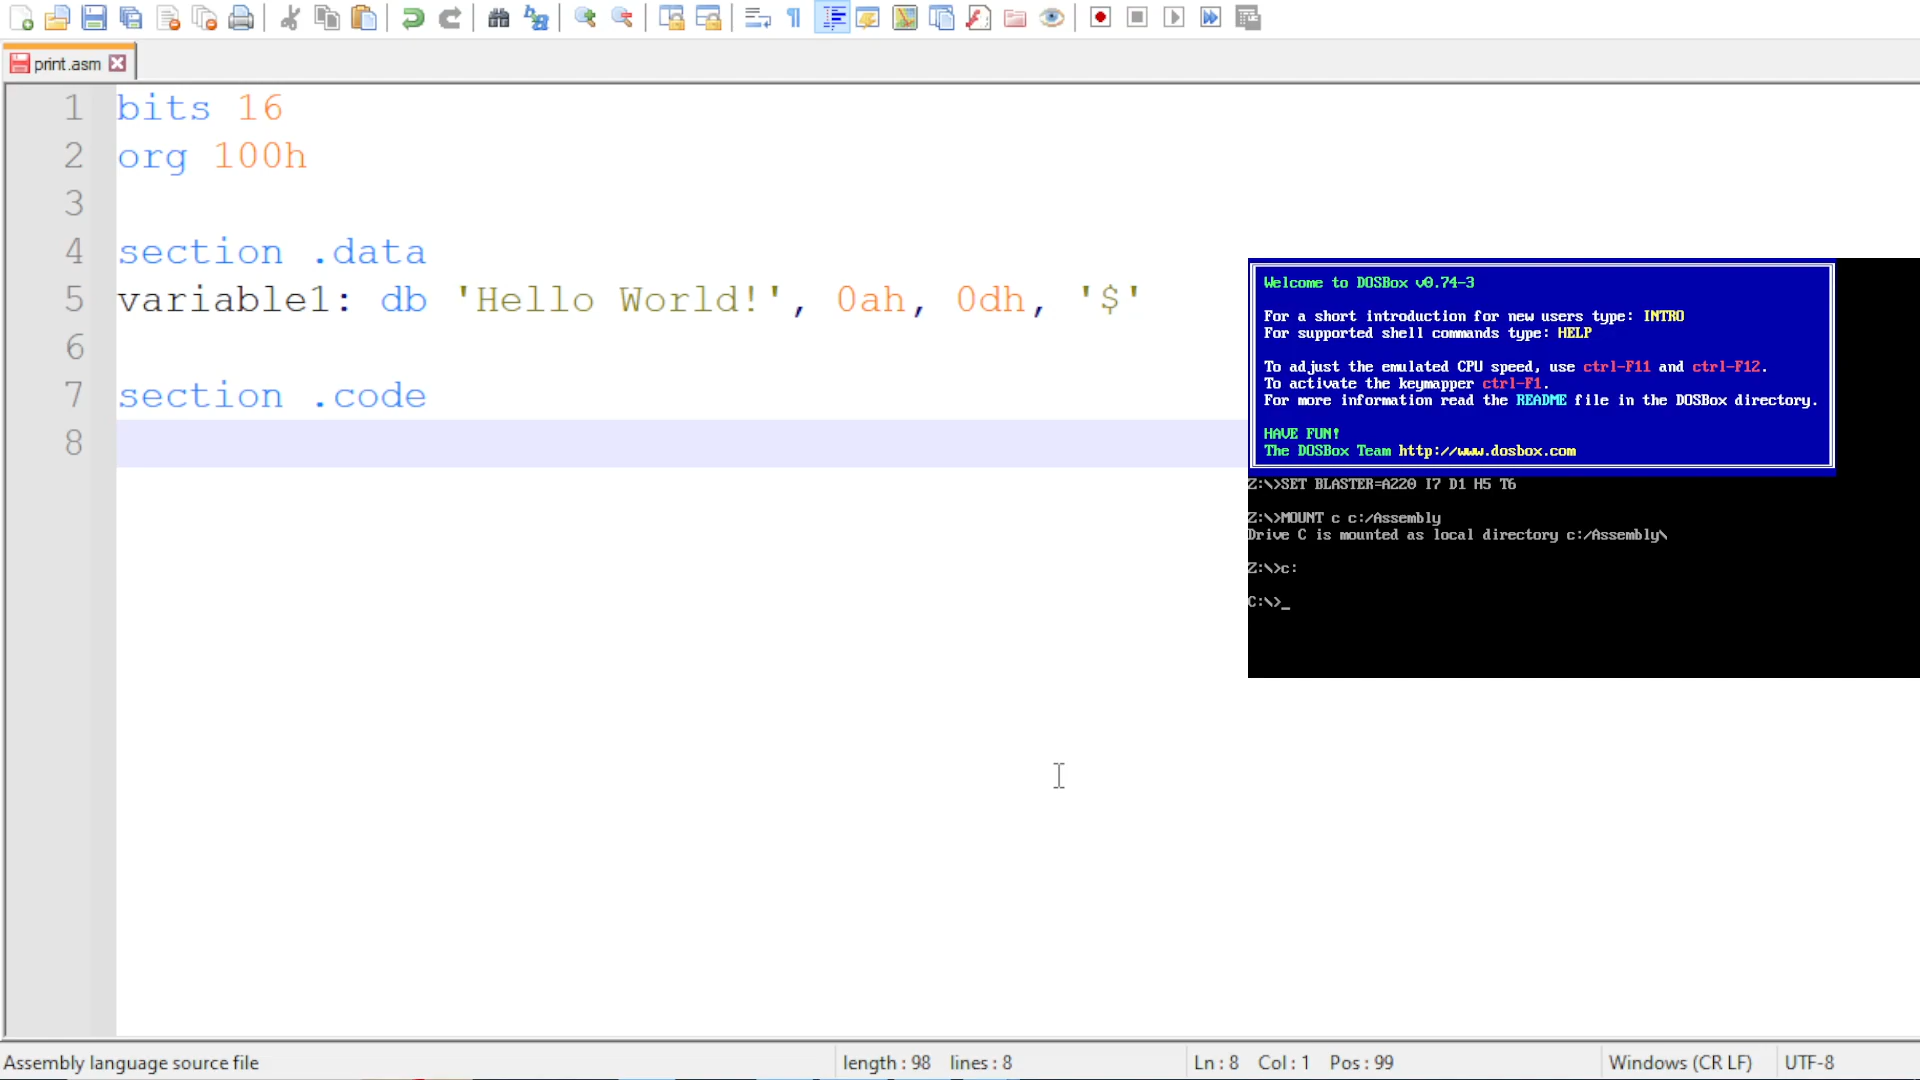 print.asm
1 bits 16
2 org 100h
3
4 section .data
5 variable1: db 'Hello World!', 0ah, 0dh, '$'
6
7 section .code
8
Welcome to DOSBox v0.74-3
For a short introduction for new users type: INTRO
For supported shell commands type: HELP
To adjust the emulated CPU speed, use ctrl-F11 and ctrl-F12.
To activate the keymapper ctrl-F1.
For more information read the README file in the DOSBox directory.
HAVE FUN!
The DOSBox Team http://www.dosbox.com
Z:\>SET BLASTER=A220 I7 D1 H5 T6
Z:\>MOUNT c c:/Assembly
Drive C is mounted as local directory c:/Assembly\
Z:\>c:
C:\>_
Assembly language source file length : 98 lines : 8 Ln : 8 Col : 1 Pos : 99 Windows (CR LF) UTF-8